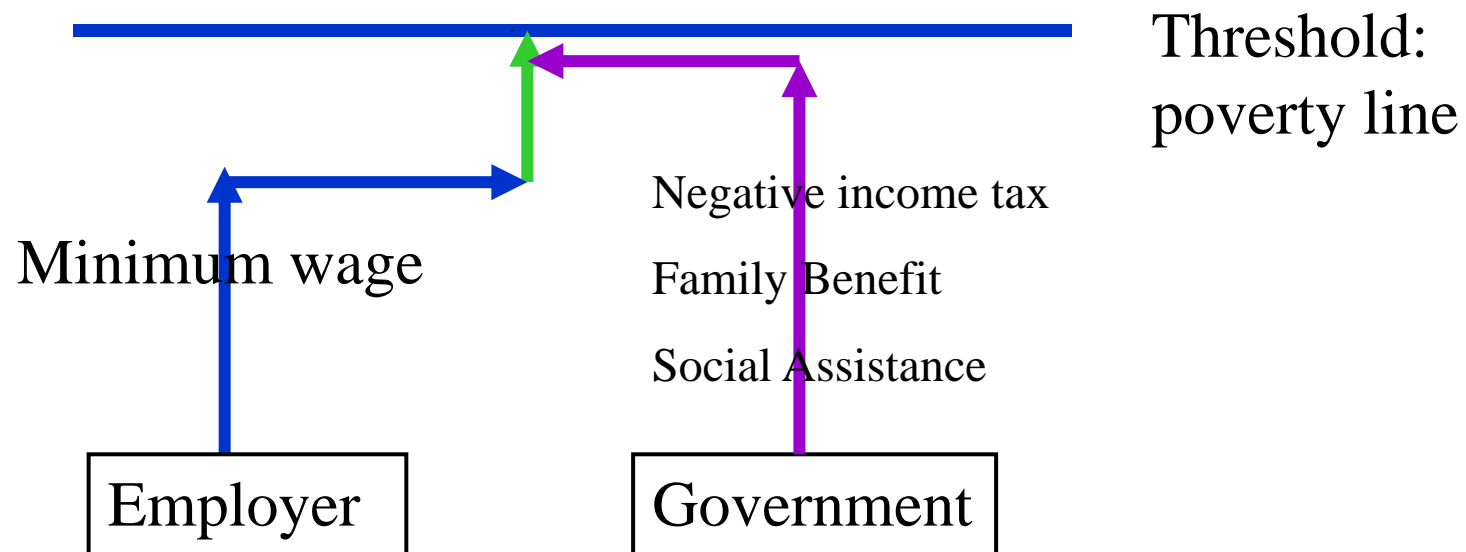 Threshold:
poverty line
Negative income tax
Minimum wage
Family Benefit
Social Assistance
Employer
Government